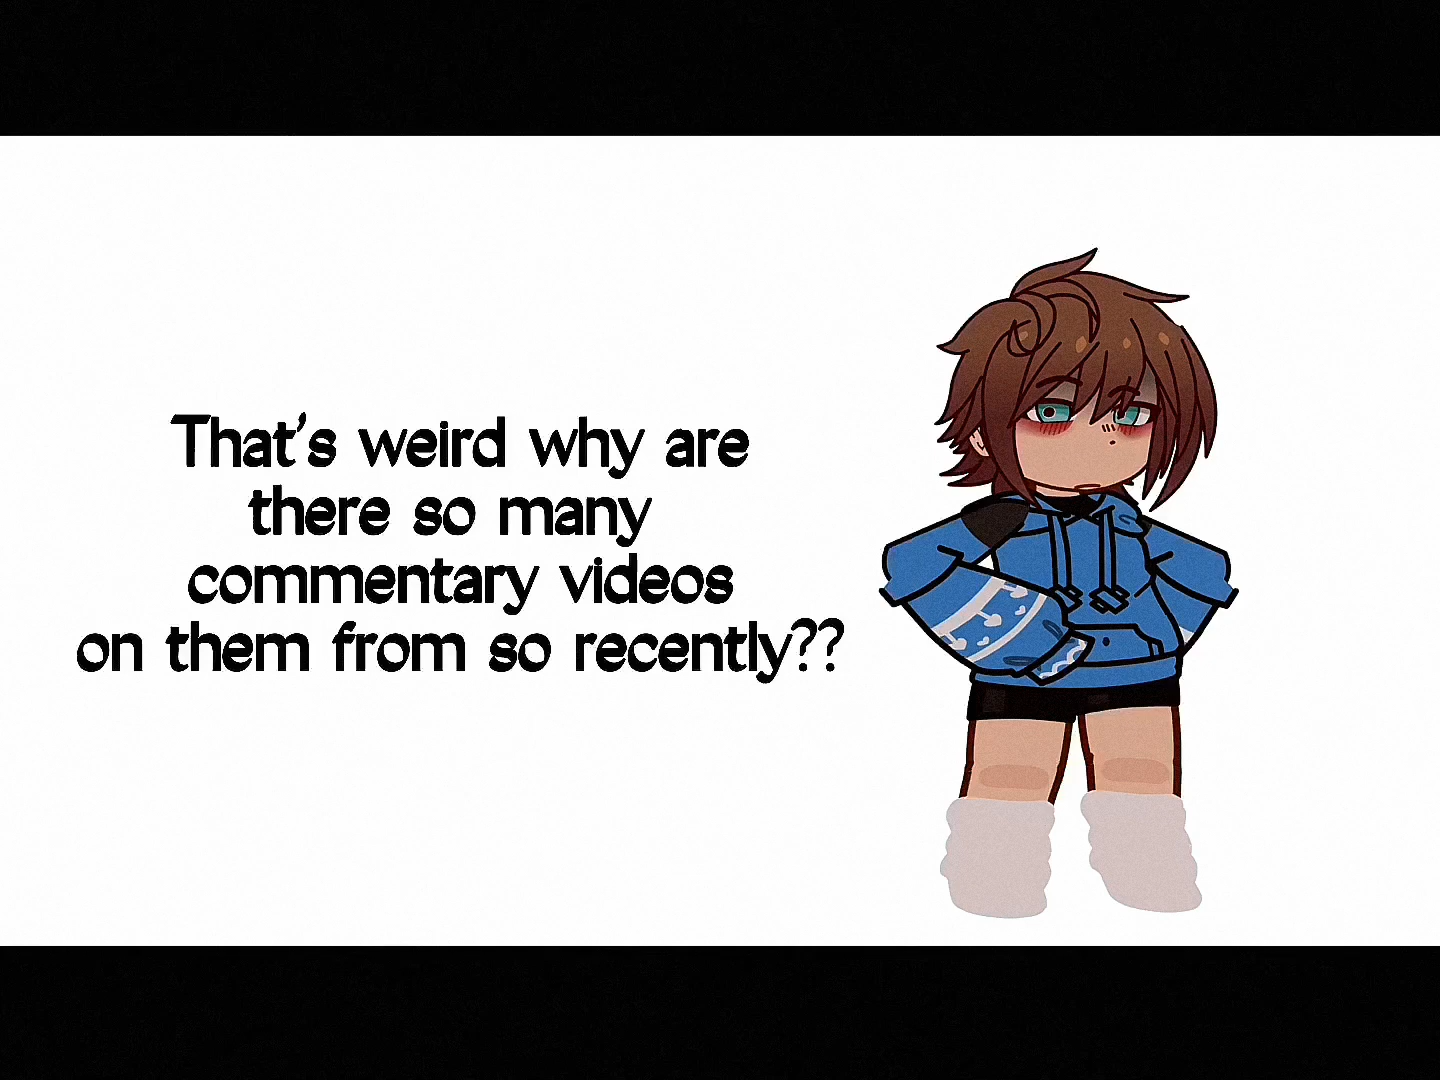 That's weird why are
there so many
commentary videos
on them from so recently??